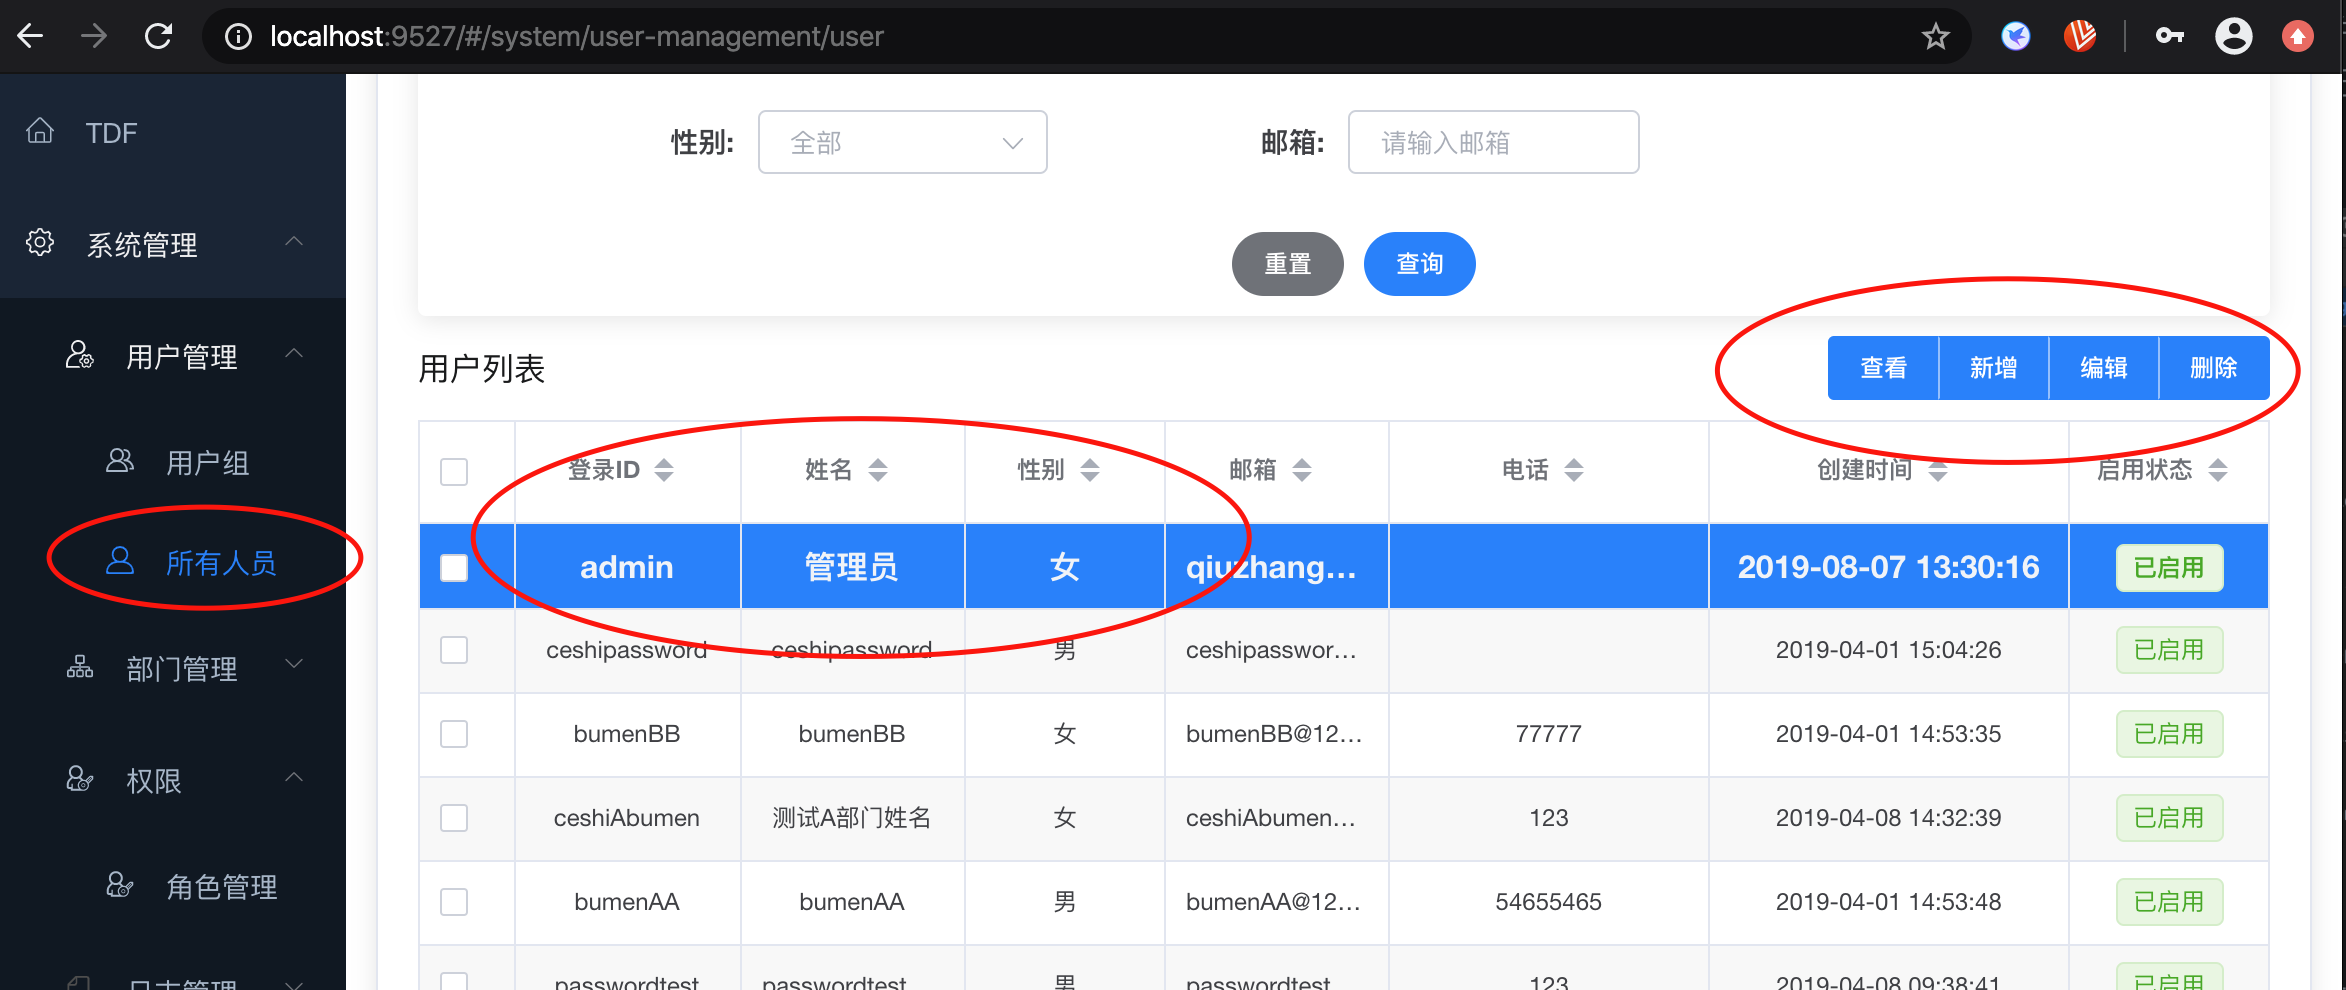 localhost:9527/#/system/user-management/user
TDF
系统管理
用户管理
用户组
所有人员
部门管理
权限
角色管理
日志管理
性别: 全部 邮箱: 请输入邮箱
重置 查询
用户列表 查看 新增 编辑 删除
登录ID 姓名 性别 邮箱 电话 创建时间 启用状态
admin 管理员 女 qiuzhang... 2019-08-07 13:30:16 已启用
ceshipassword ceshipassword 男 ceshipasswor... 2019-04-01 15:04:26 已启用
bumenBB bumenBB 女 bumenBB@12... 77777 2019-04-01 14:53:35 已启用
ceshiAbumen 测试A部门姓名 女 ceshiAbumen... 123 2019-04-08 14:32:39 已启用
bumenAA bumenAA 男 bumenAA@12... 54655465 2019-04-01 14:53:48 已启用
passwordtest passwordtest 男 passwordtest 123 2019-04-08 09:38:41 已启用